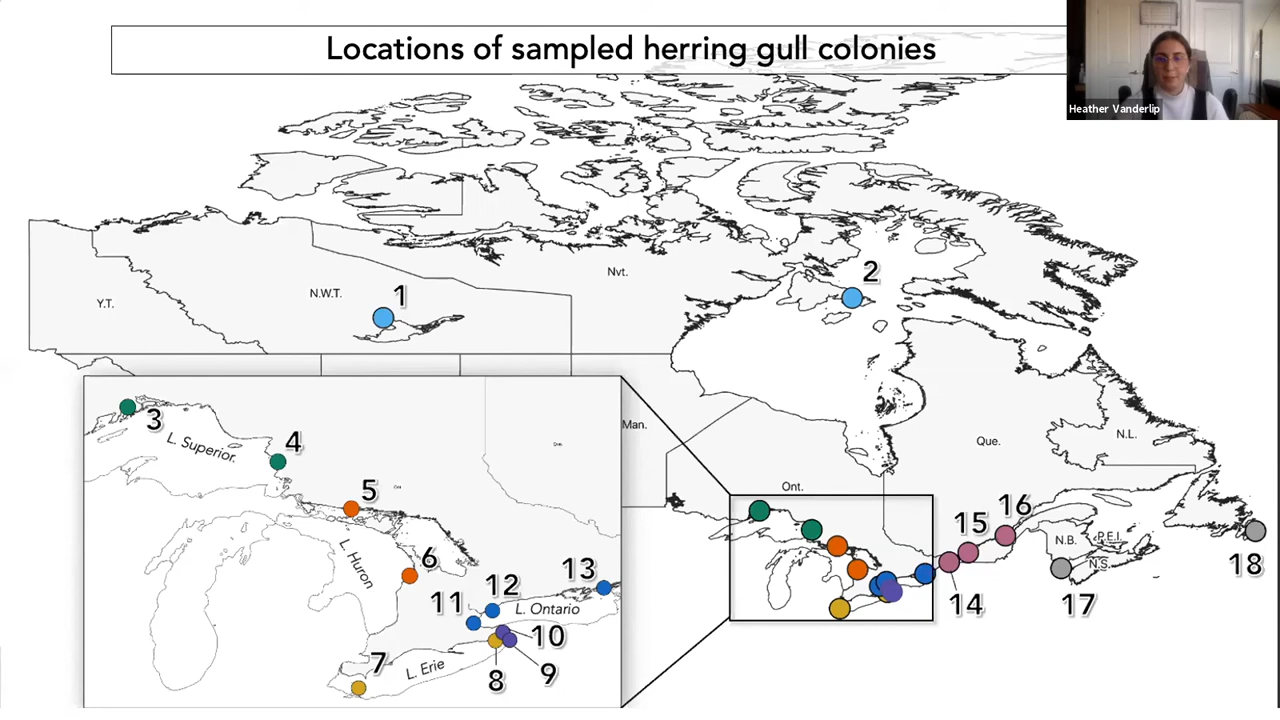 Locations of sampled herring gull colonies
Heather Vanderlip
2
Nvt.
1
N.W.T.
Y.T.
3
L. Superior.
4
5
L. Huron
6
7
L. Erie
8
9
10
11
12
L. Ontario
13
Man.
Ont.
Que.
N.L.
16
15
14
N.B.
P.E.I.
N.S.
17
18